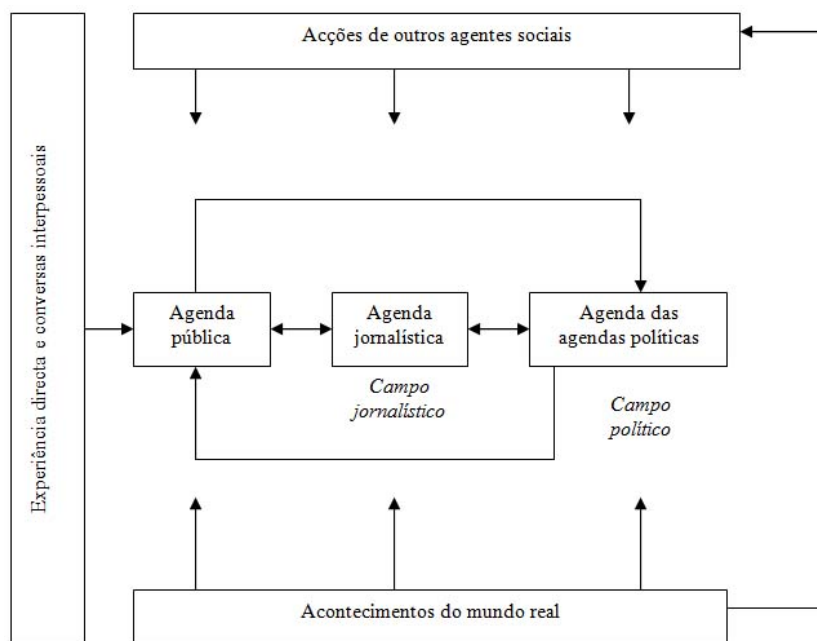 Acções de outros agentes sociais
Experiência directa e conversas interpessoais
Agenda
pública
Agenda
jornalística
Agenda das
agendas políticas
Campo
jornalístico
Campo
político
Acontecimentos do mundo real